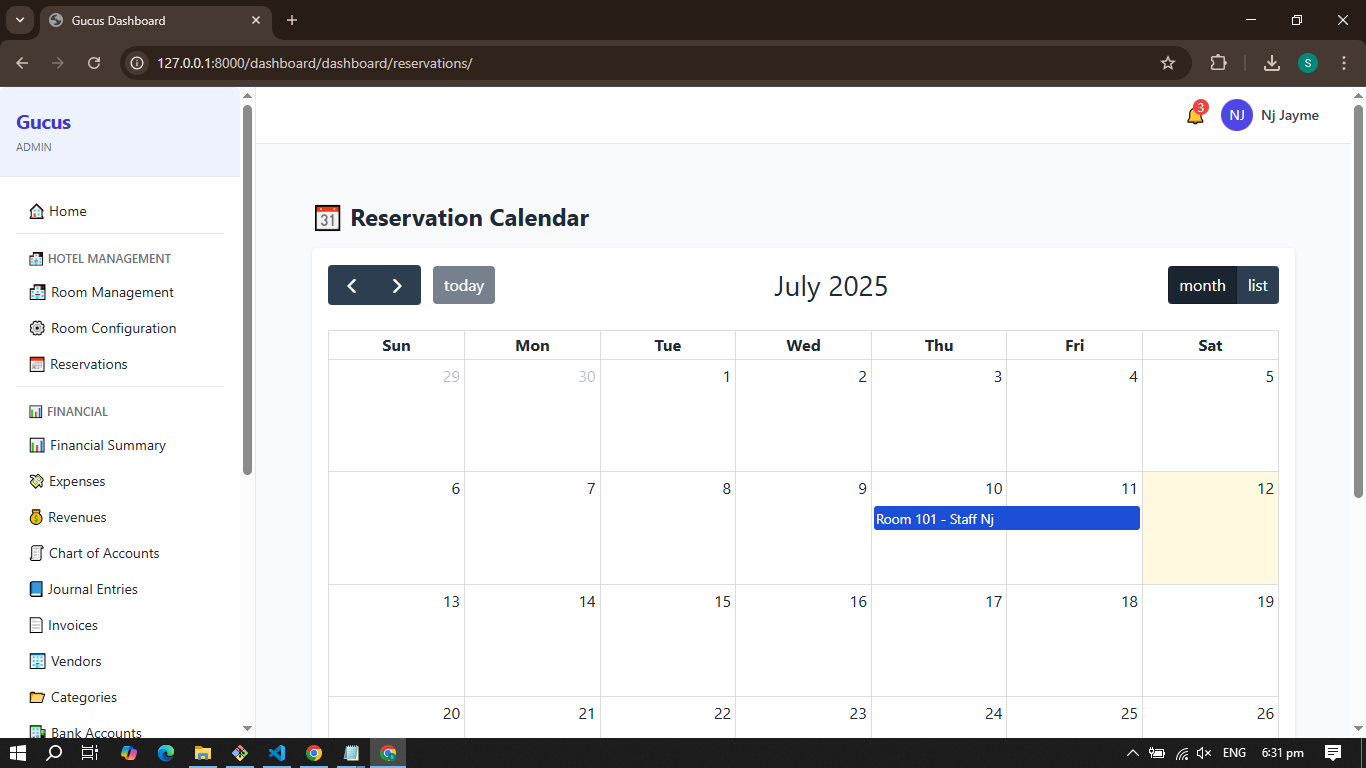 Gucus Dashboard
127.0.0.1:8000/dashboard/dashboard/reservations/
S
Gucus
ADMIN
3
NJ
Nj Jayme
Home
HOTEL MANAGEMENT
Room Management
Room Configuration
Reservations
FINANCIAL
Financial Summary
Expenses
Revenues
Chart of Accounts
Journal Entries
Invoices
Vendors
Categories
Bank Accounts
31 Reservation Calendar
today
July 2025
month list
Sun Mon Tue Wed Thu Fri Sat
29 30 1 2 3 4 5
6 7 8 9 10 11 12
Room 101 - Staff Nj
13 14 15 16 17 18 19
20 21 22 23 24 25 26
ENG 6:31 pm